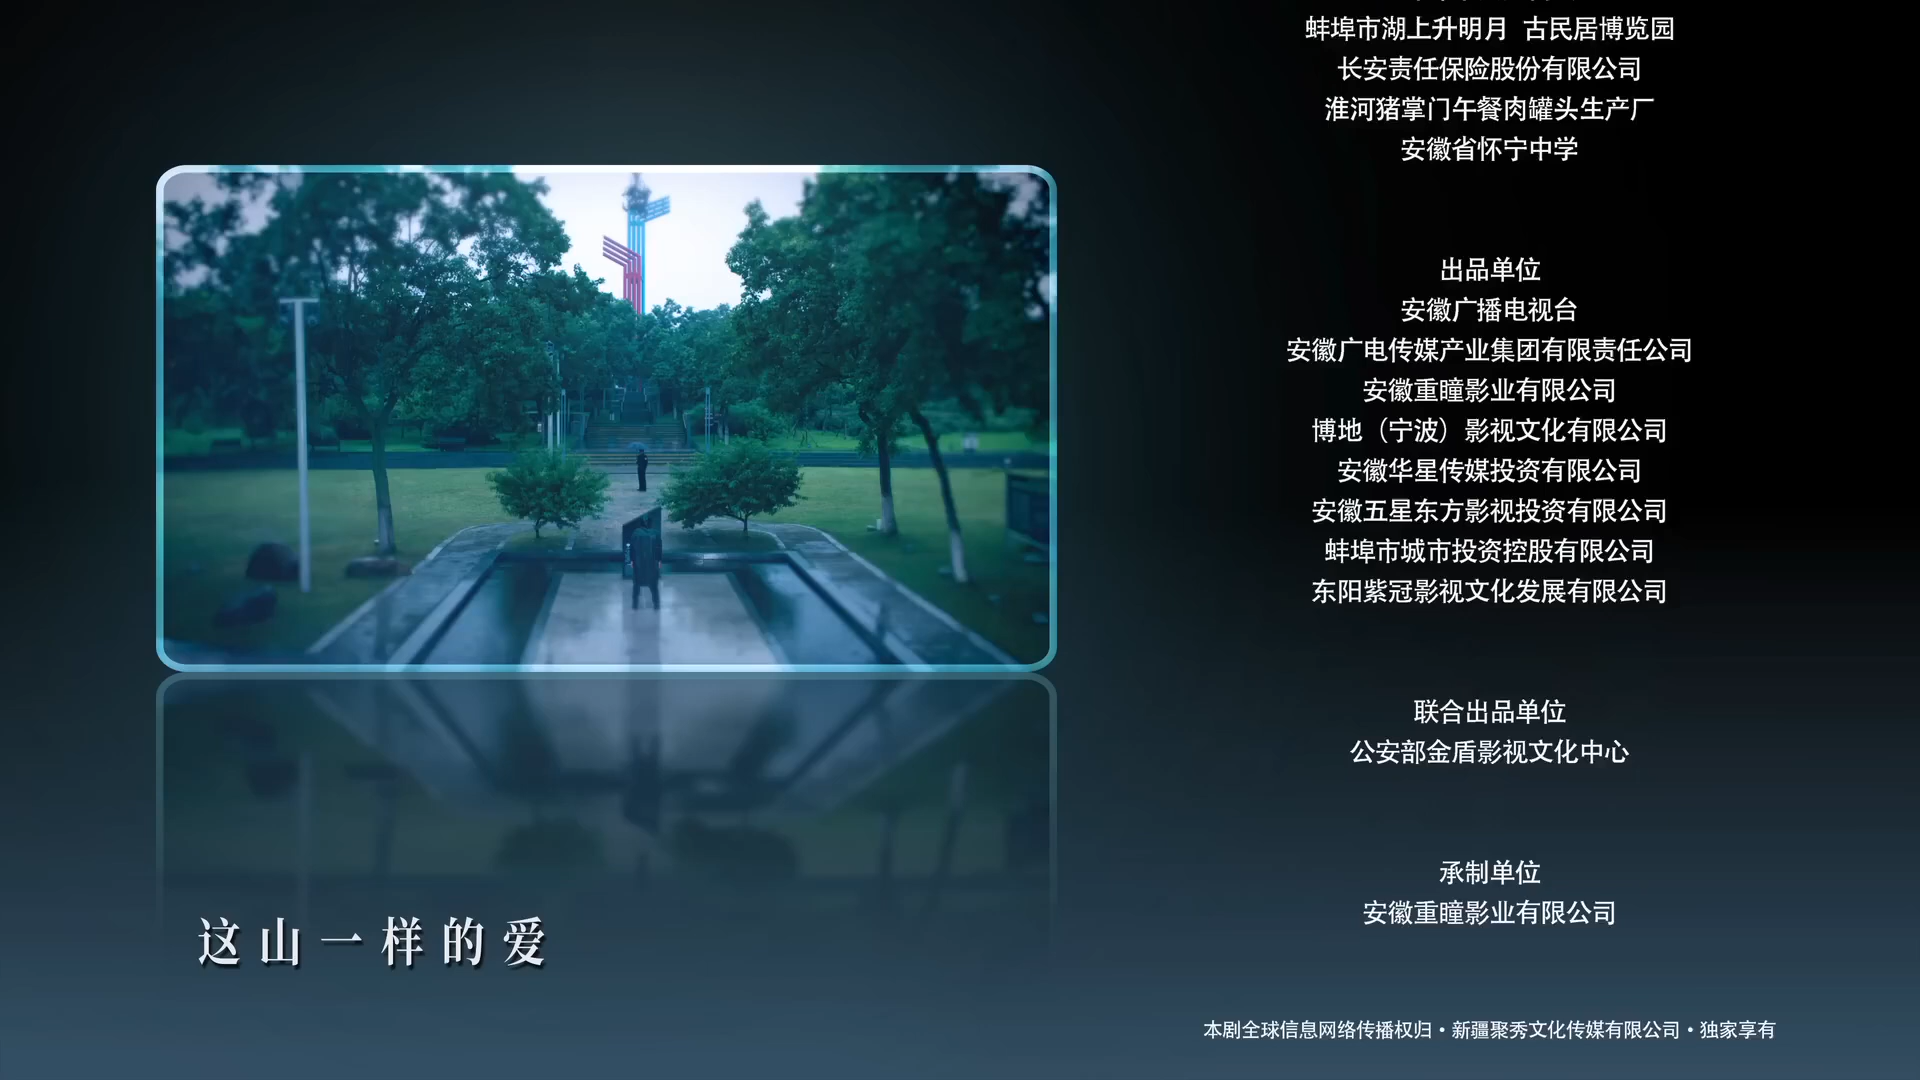 蚌埠市湖上升明月 古民居博览园
长安责任保险股份有限公司
淮河猪掌门午餐肉罐头生产厂
安徽省怀宁中学
出品单位
安徽广播电视台
安徽广电传媒产业集团有限责任公司
安徽重瞳影业有限公司
博地（宁波）影视文化有限公司
安徽华星传媒投资有限公司
安徽五星东方影视投资有限公司
蚌埠市城市投资控股有限公司
东阳紫冠影视文化发展有限公司
联合出品单位
公安部金盾影视文化中心
承制单位
安徽重瞳影业有限公司
这山一样的爱
本剧全球信息网络传播权归·新疆聚秀文化传媒有限公司·独家享有